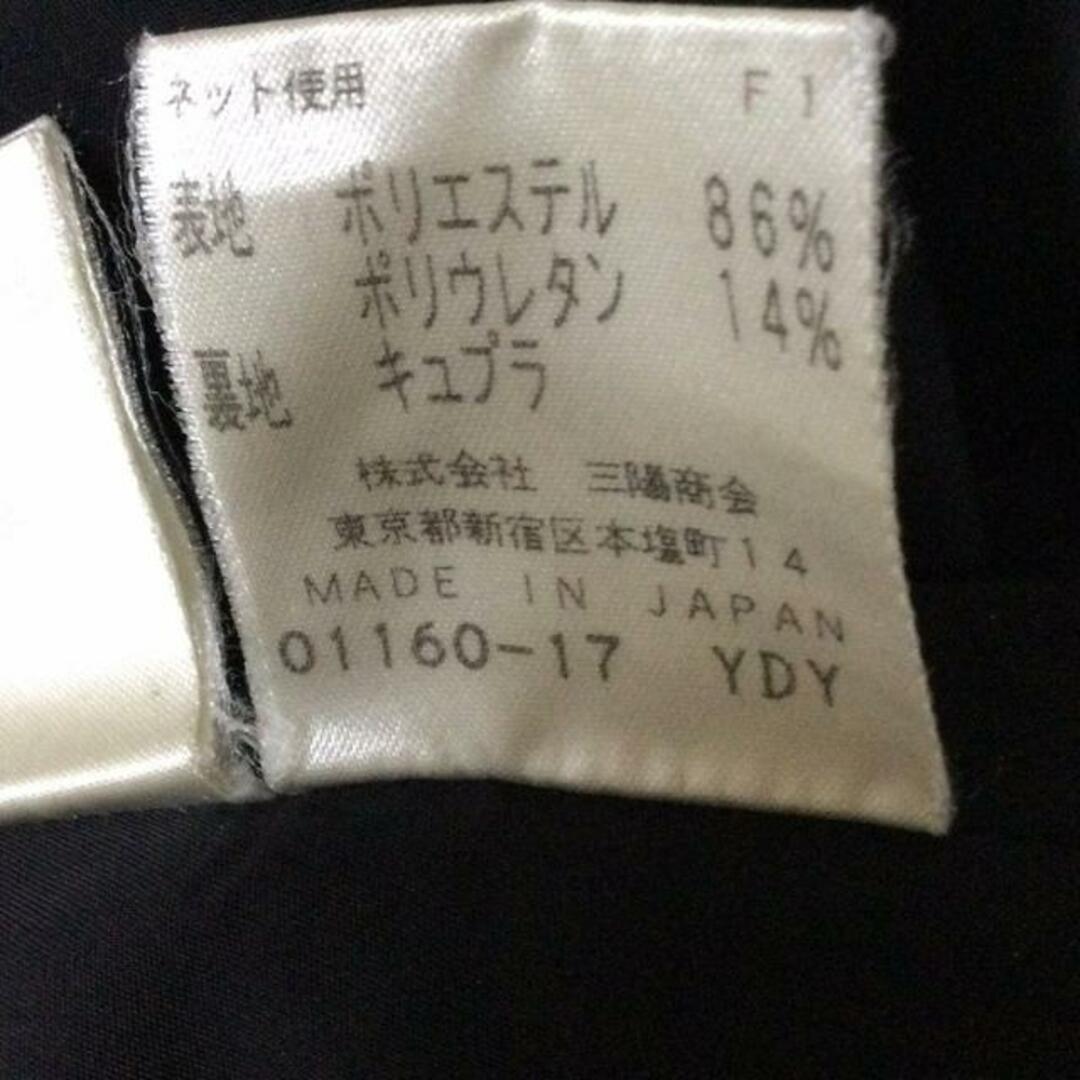 ネット使用 F1
表地 ポリエステル 86%
ポリウレタン 14%
裏地 キュプラ
株式会社 三陽商会
東京都新宿区本塩町14
MADE IN JAPAN
01160-17 YDY